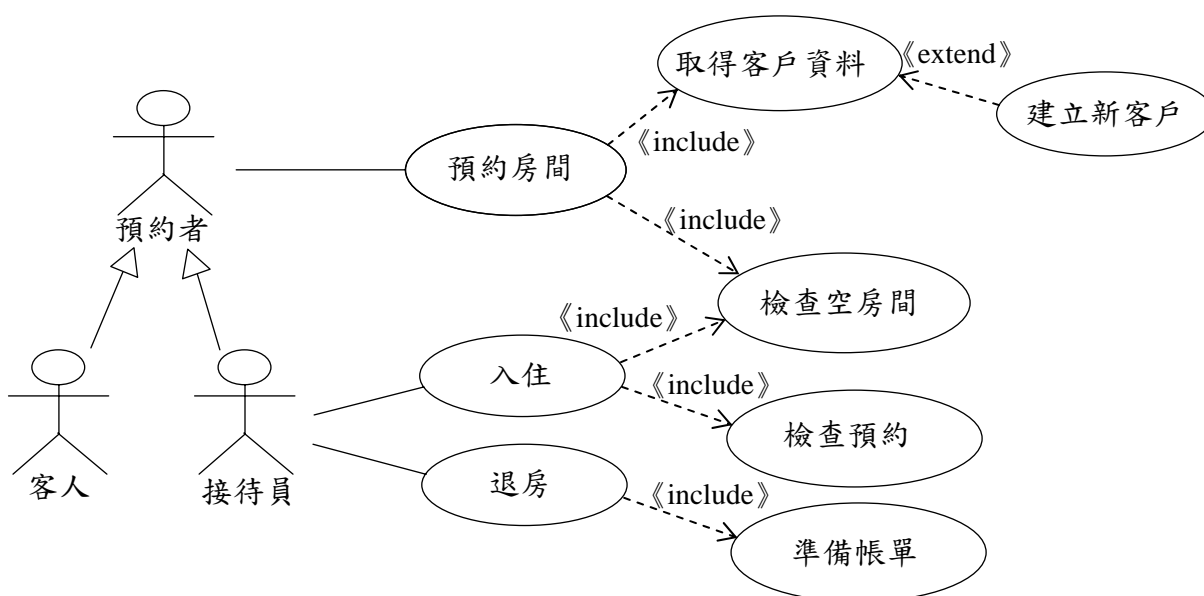 取得客戶資料
《extend》
建立新客戶
《include》
預約房間
預約者
《include》
檢查空房間
《include》
入住
《include》
檢查預約
客人
接待員
退房
《include》
準備帳單